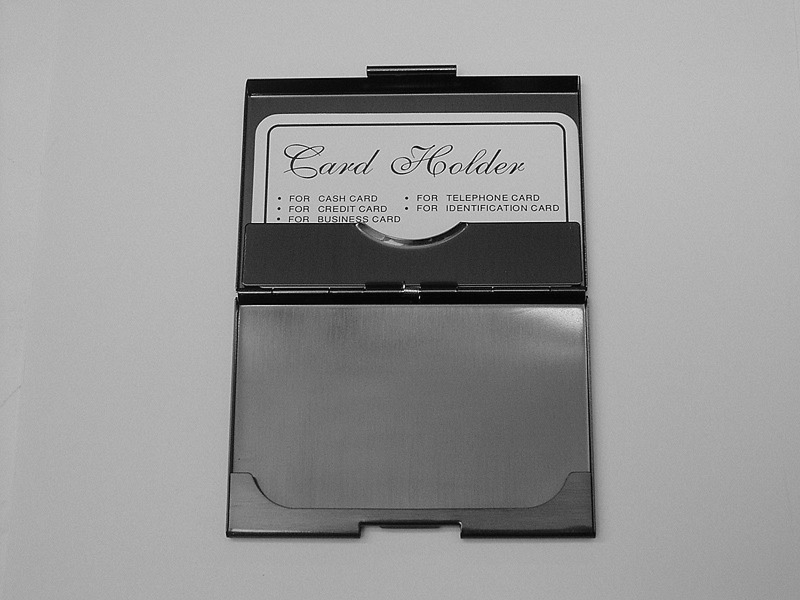 Card Holder
• FOR CASH CARD • FOR TELEPHONE CARD
• FOR CREDIT CARD • FOR IDENTIFICATION CARD
• FOR BUSINESS CARD